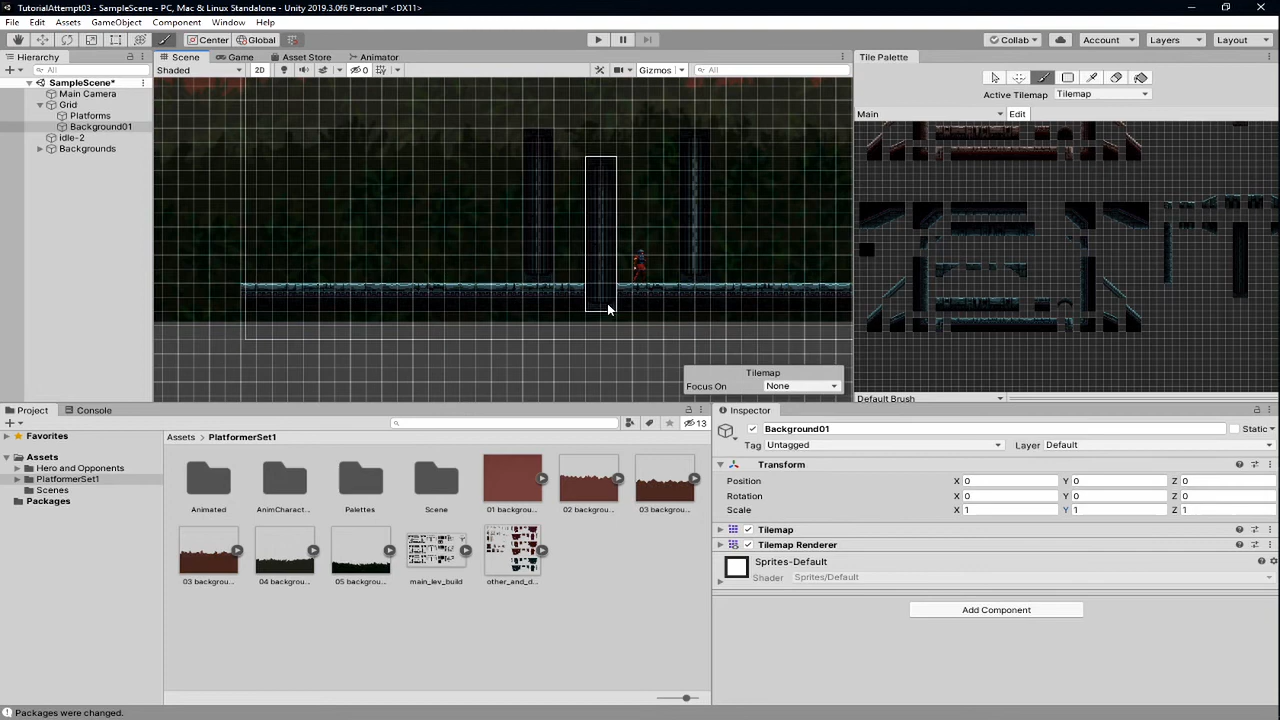 TutorialAttempt03 - SampleScene - PC, Mac & Linux Standalone - Unity 2019.3.0f6 Personal* <DX11>
File Edit Assets GameObject Component Window Help
Center Global Collab Account Layers Layout
Hierarchy
All
SampleScene*
Main Camera
Grid
Platforms
Background01
idle-2
Backgrounds
Scene Game Asset Store Animator
Shaded 2D 0 Gizmos All
Tilemap
Focus On None
Tile Palette
Active Tilemap Tilemap
Main Edit
Default Brush
Project Console
13
Favorites
Assets
Hero and Opponents
PlatformerSet1
Scenes
Packages
Assets > PlatformerSet1
Animated AnimCharact... Palettes Scene 01 backgrou... 02 backgrou... 03 backgrou...
03 backgrou... 04 backgrou... 05 backgrou... main_lev_build other_and_d...
Inspector
Background01 Static
Tag Untagged Layer Default
Transform
Position X 0 Y 0 Z 0
Rotation X 0 Y 0 Z 0
Scale X 1 Y 1 Z 1
Tilemap
Tilemap Renderer
Sprites-Default
Shader Sprites/Default
Add Component
Packages were changed.